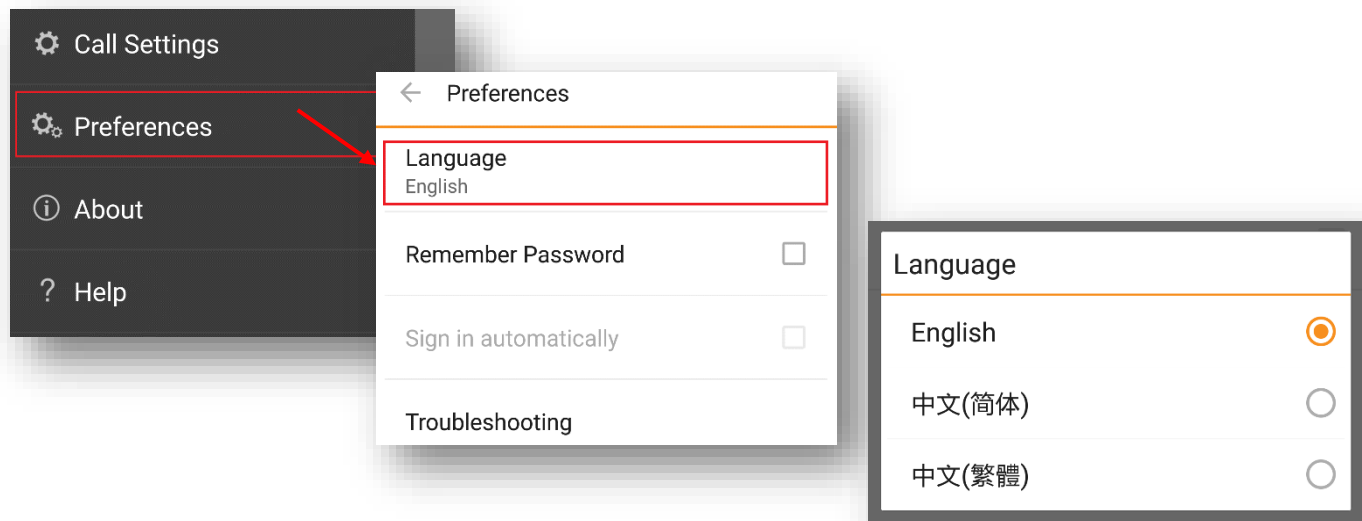 Call Settings
Preferences
About
? Help
Preferences
Language
English
Remember Password
Sign in automatically
Troubleshooting
Language
English
中文(简体)
中文(繁體)